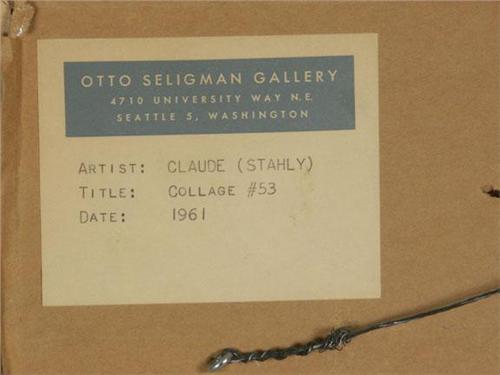 OTTO SELIGMAN GALLERY
4710 UNIVERSITY WAY N.E.
SEATTLE 5, WASHINGTON
ARTIST: CLAUDE (STAHLY)
TITLE: COLLAGE #53
DATE: 1961